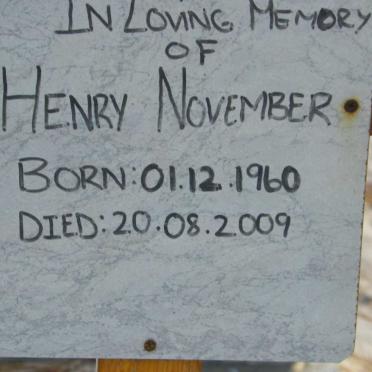 IN LOVING MEMORY
OF
HENRY NOVEMBER
BORN: 01.12.1960
DIED: 20.08.2009